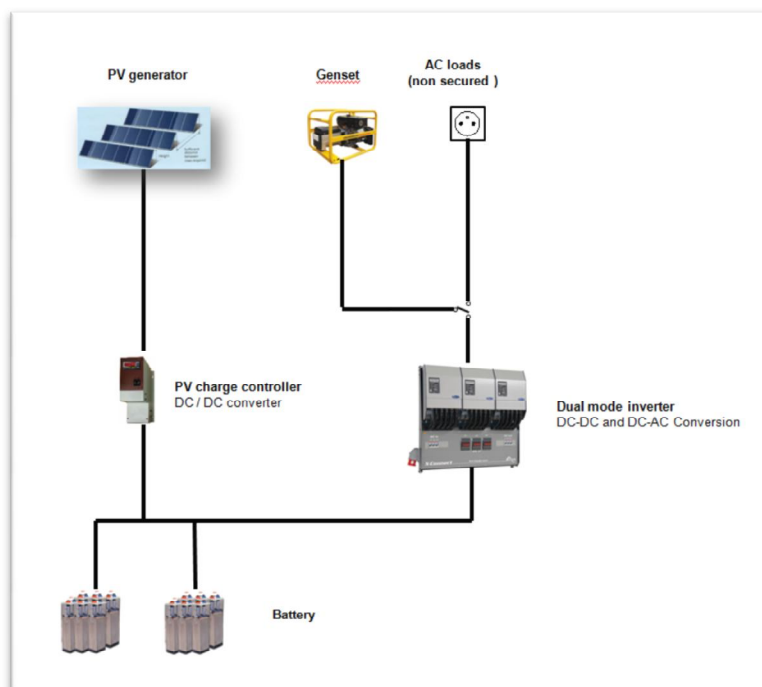 PV generator
Genset
AC loads
(non secured )
PV charge controller
DC / DC converter
Dual mode inverter
DC-DC and DC-AC Conversion
Battery